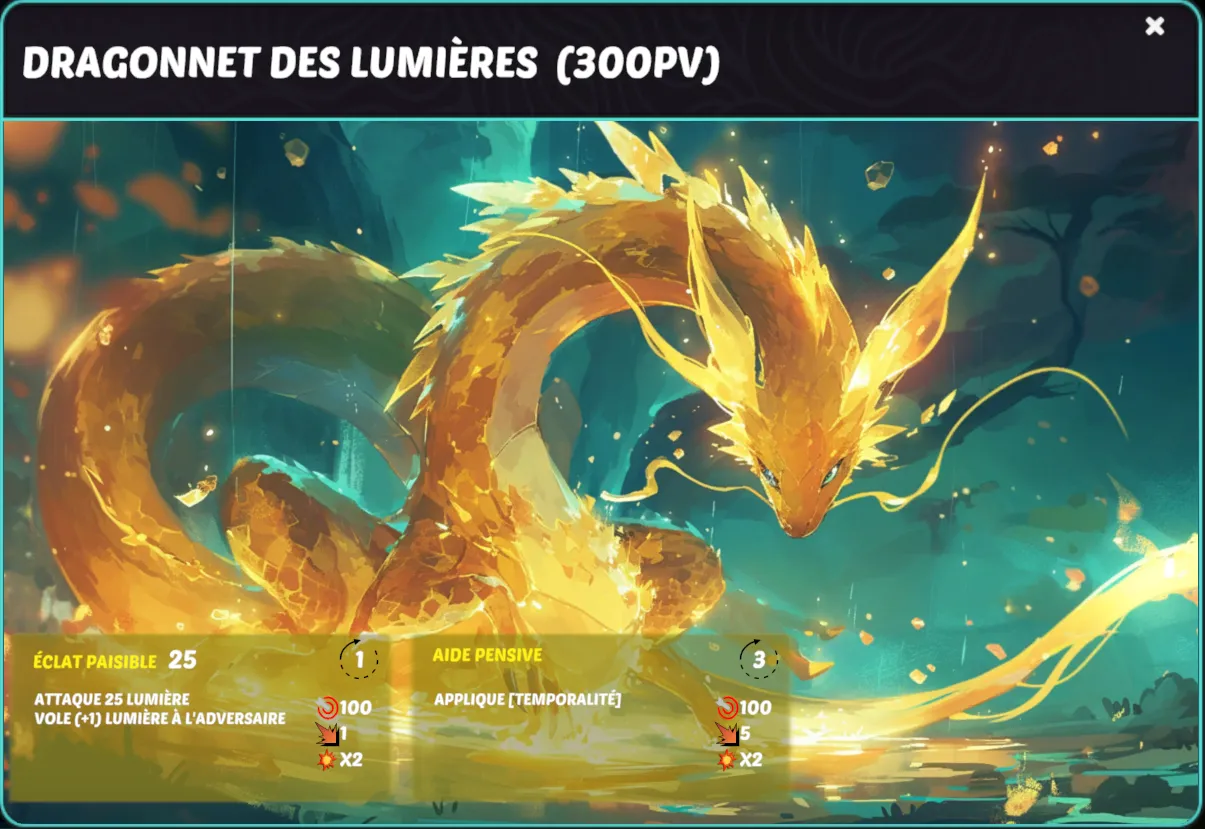 DRAGONNET DES LUMIÈRES (300PV)
ÉCLAT PAISIBLE 25
1
ATTAQUE 25 LUMIÈRE
VOLE (+1) LUMIÈRE À L'ADVERSAIRE
100
1
X2
AIDE PENSIVE
3
APPLIQUE [TEMPORALITÉ]
100
5
X2